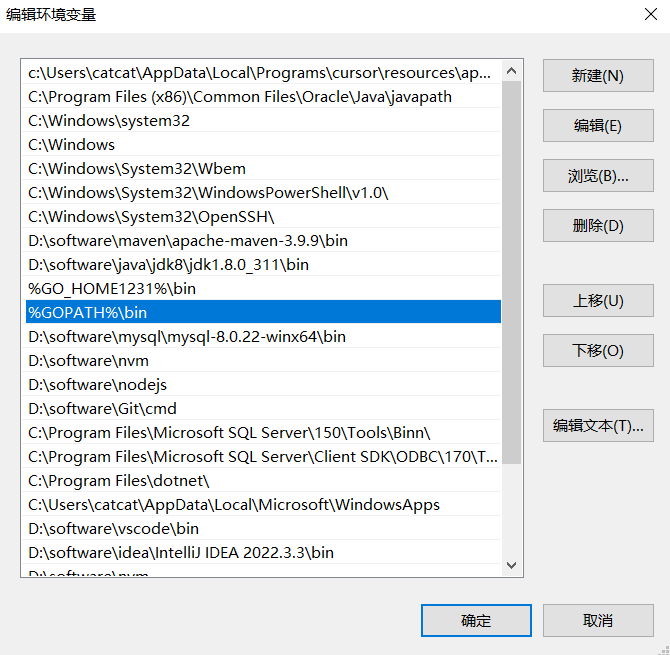 编辑环境变量
c:\Users\catcat\AppData\Local\Programs\cursor\resources\ap...
C:\Program Files (x86)\Common Files\Oracle\Java\javapath
C:\Windows\system32
C:\Windows
C:\Windows\System32\Wbem
C:\Windows\System32\WindowsPowerShell\v1.0\
C:\Windows\System32\OpenSSH\
D:\software\maven\apache-maven-3.9.9\bin
D:\software\java\jdk8\jdk1.8.0_311\bin
%GO_HOME1231%\bin
%GOPATH%\bin
D:\software\mysql\mysql-8.0.22-winx64\bin
D:\software\nvm
D:\software\nodejs
D:\software\Git\cmd
C:\Program Files\Microsoft SQL Server\150\Tools\Binn\
C:\Program Files\Microsoft SQL Server\Client SDK\ODBC\170\T...
C:\Program Files\dotnet\
C:\Users\catcat\AppData\Local\Microsoft\WindowsApps
D:\software\vscode\bin
D:\software\idea\IntelliJ IDEA 2022.3.3\bin
D:\software\nvm
新建(N)
编辑(E)
浏览(B)...
删除(D)
上移(U)
下移(O)
编辑文本(T)...
确定
取消